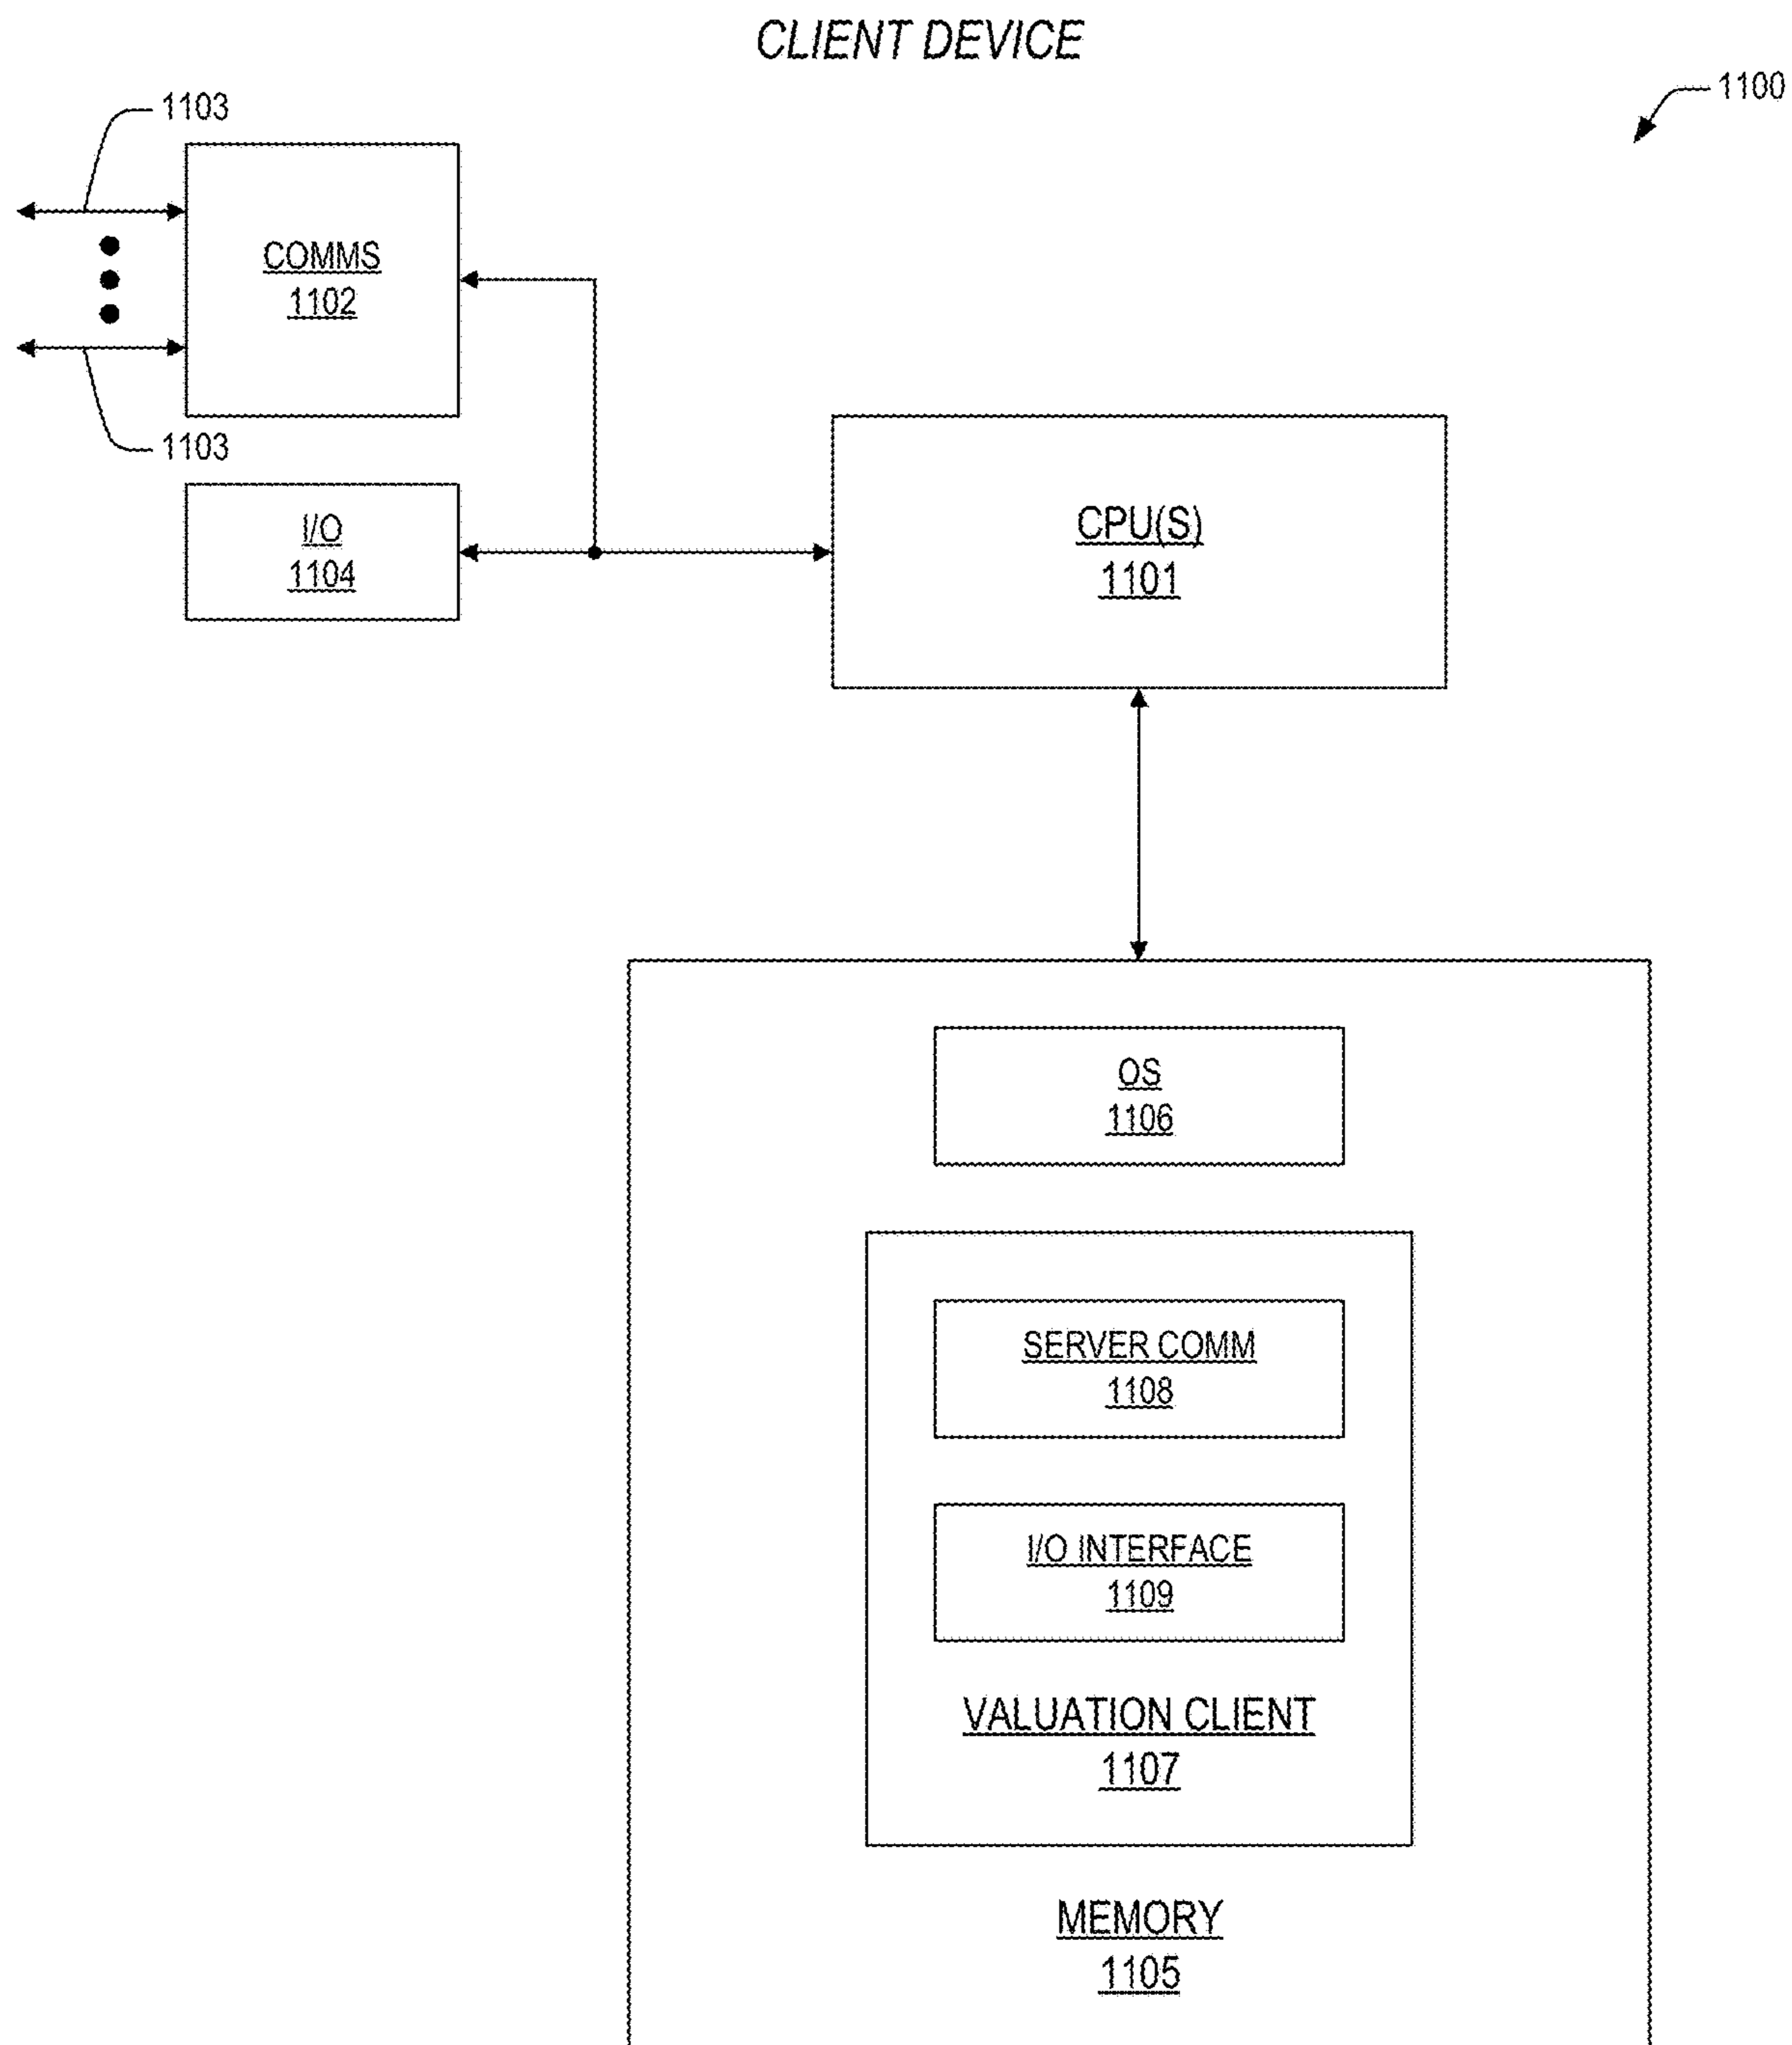 CLIENT DEVICE
1100
1103
COMMS
1102
1103
I/O
1104
CPU(S)
1101
OS
1106
SERVER COMM
1108
I/O INTERFACE
1109
VALUATION CLIENT
1107
MEMORY
1105